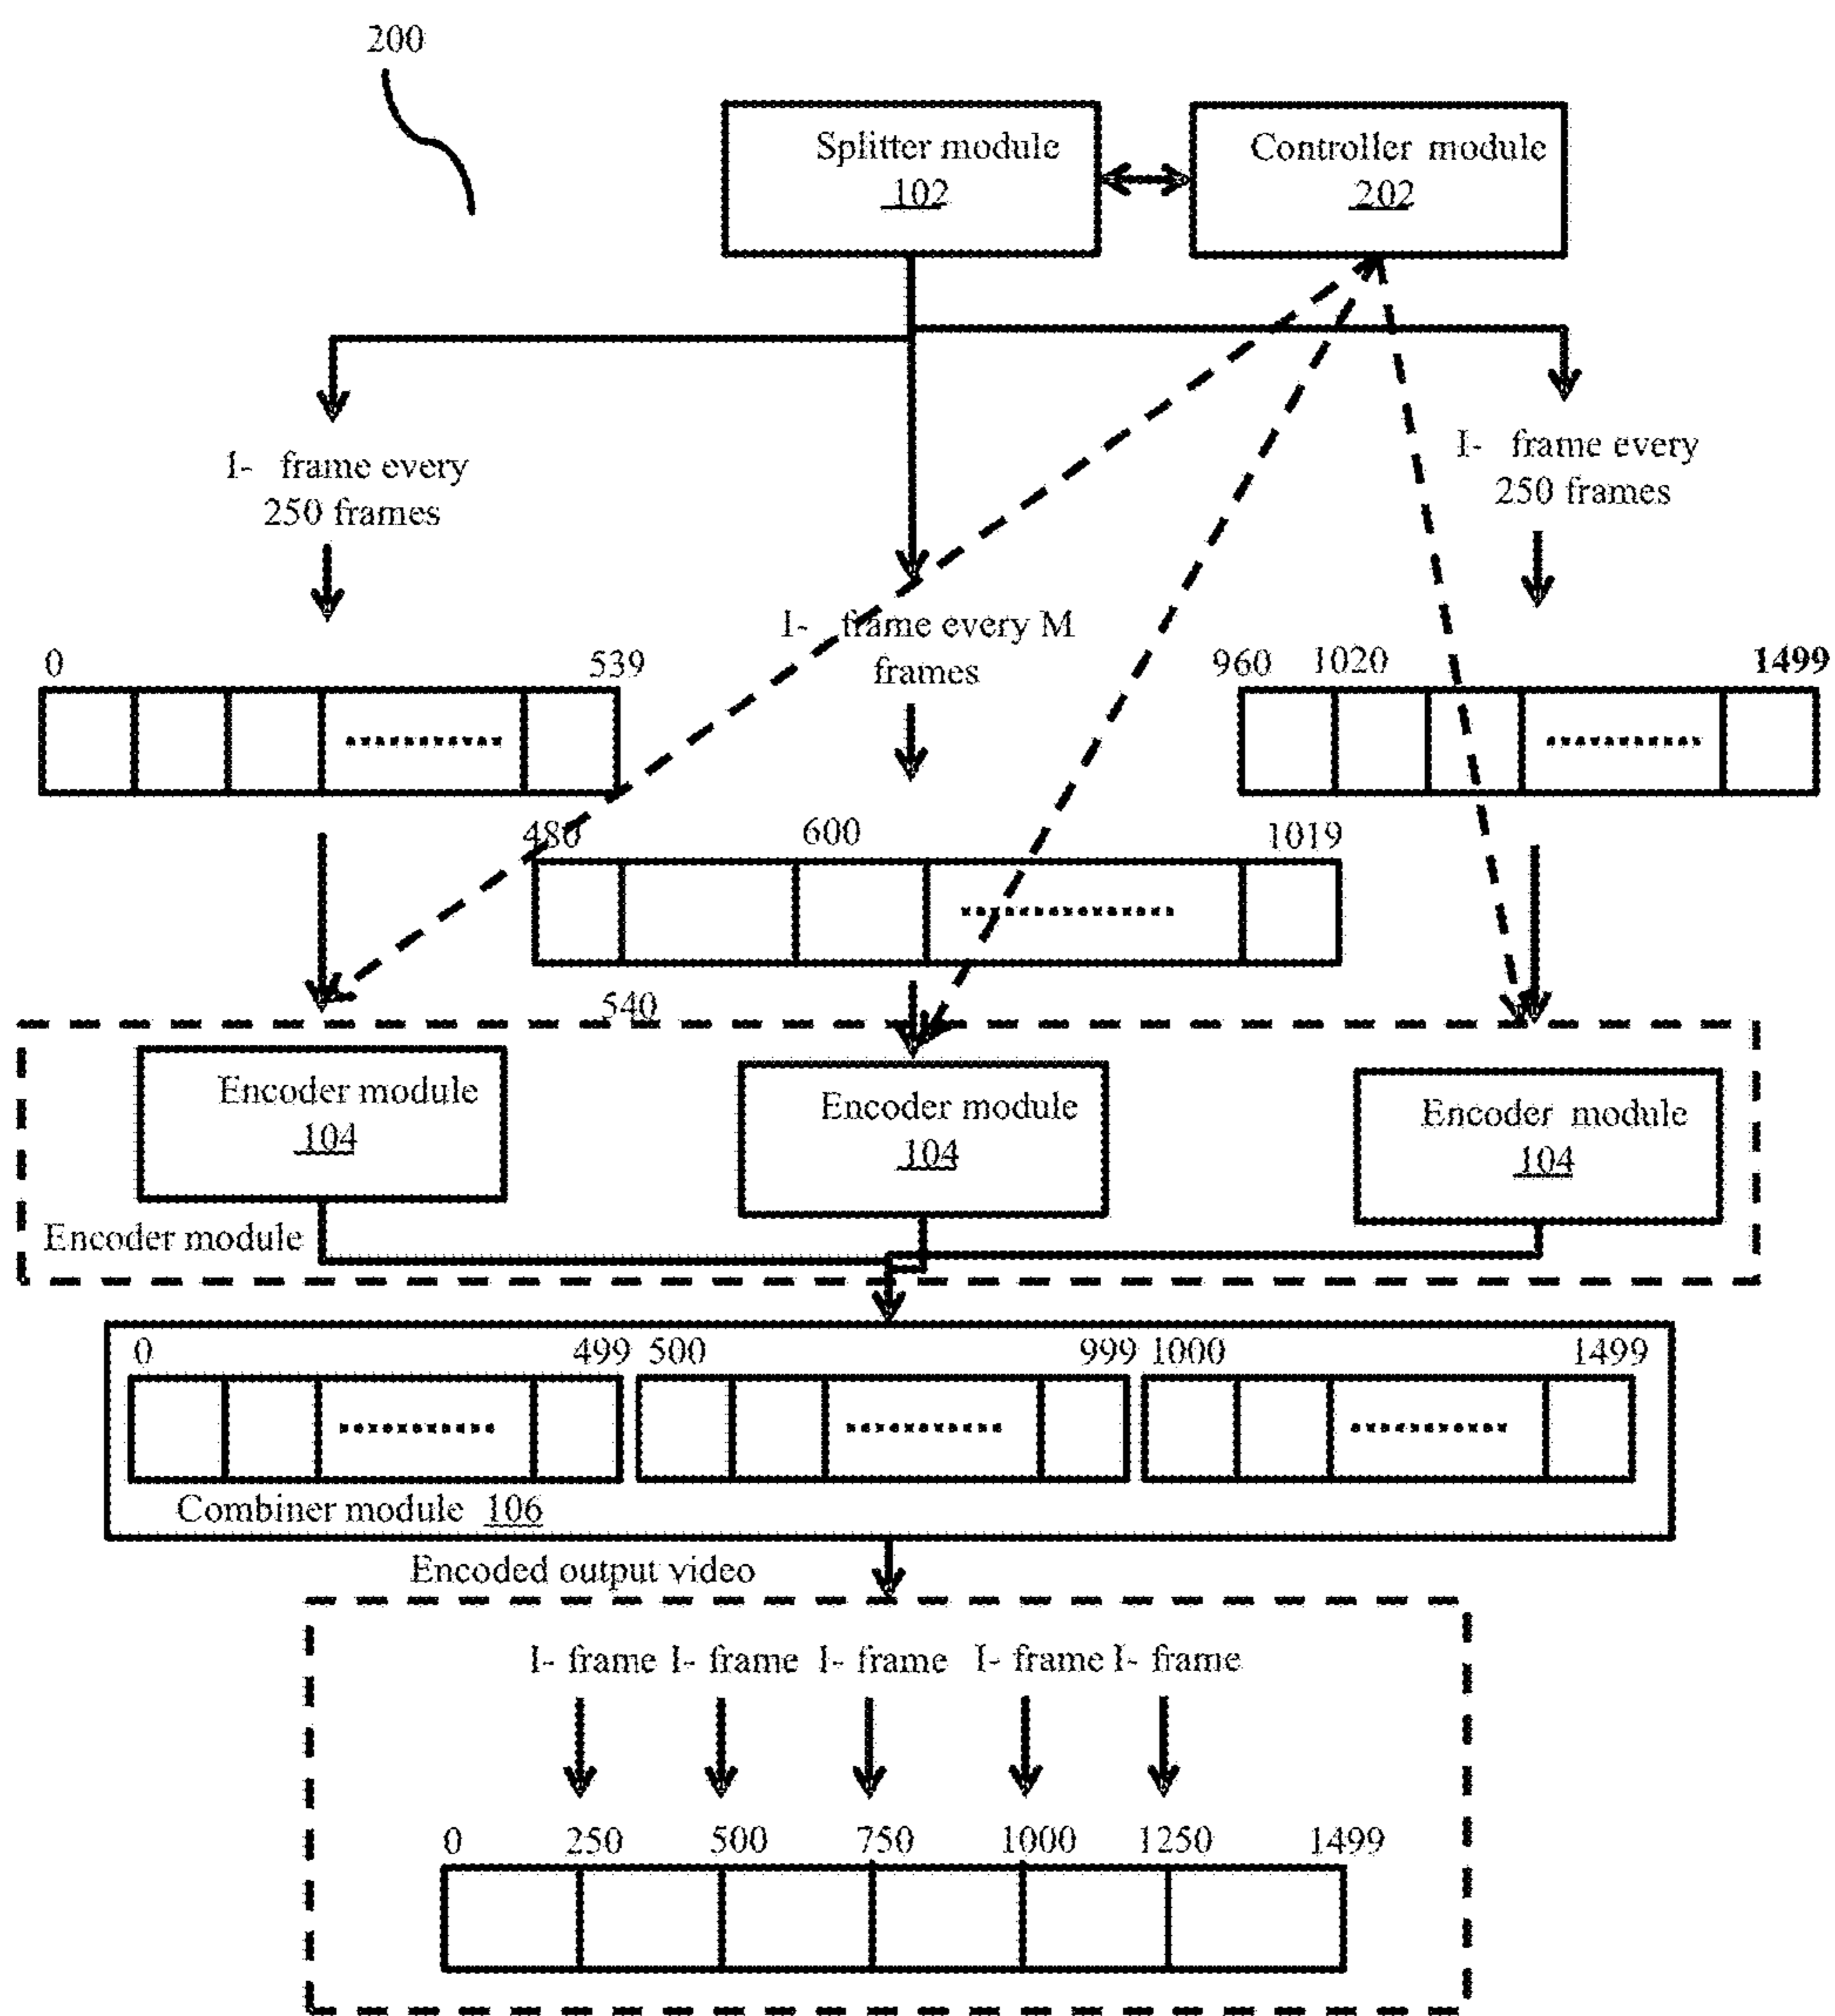 200
Splitter module
102
Controller module
202
I- frame every
250 frames
I- frame every M
frames
I- frame every
250 frames
0 539
960 1020 1499
480 600 1019
540
Encoder module
104
Encoder module
104
Encoder module
104
Encoder module
0 499 500 999 1000 1499
Combiner module 106
Encoded output video
I- frame I- frame I- frame I- frame I- frame
0 250 500 750 1000 1250 1499